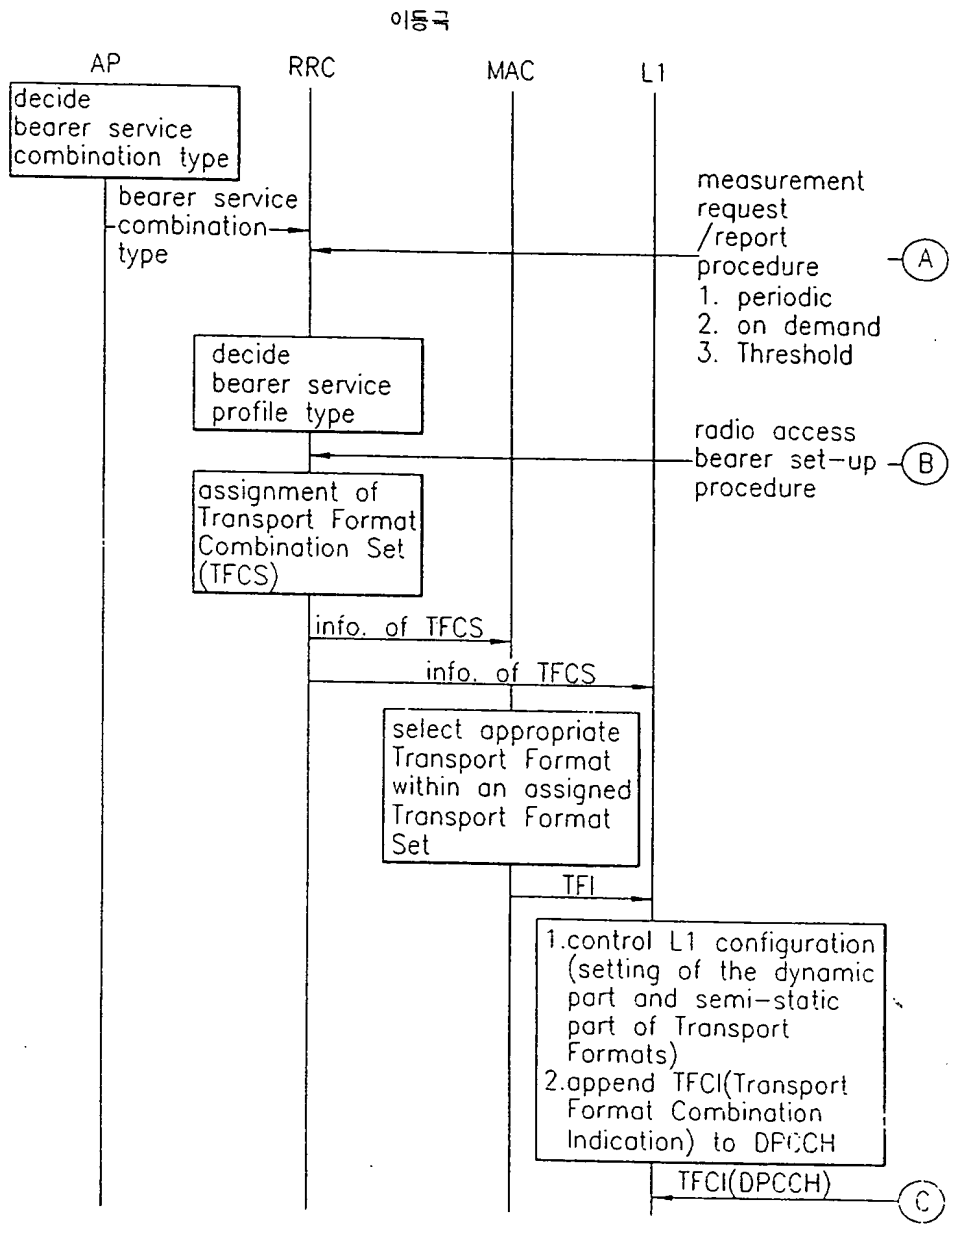 이동국
AP
RRC
MAC
L1
decide
bearer service
combination type
bearer service
combination
type
measurement
request
/report
procedure
1. periodic
2. on demand
3. Threshold
A
decide
bearer service
profile type
radio access
bearer set-up
procedure
B
assignment of
Transport Format
Combination Set
(TFCS)
info. of TFCS
info. of TFCS
select appropriate
Transport Format
within an assigned
Transport Format
Set
TFI
1.control L1 configuration
(setting of the dynamic
part and semi-static
part of Transport
Formats)
2.append TFCI(Transport
Format Combination
Indication) to DPCCH
TFCI(DPCCH)
C